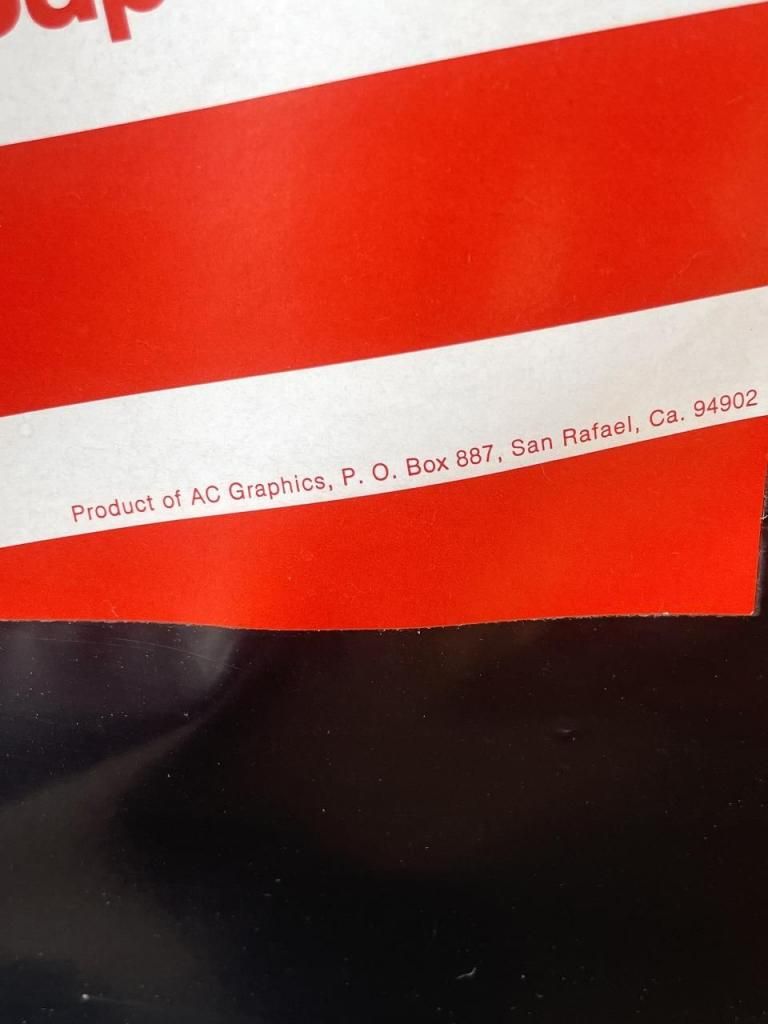 Product of AC Graphics, P. O. Box 887, San Rafael, Ca. 94902